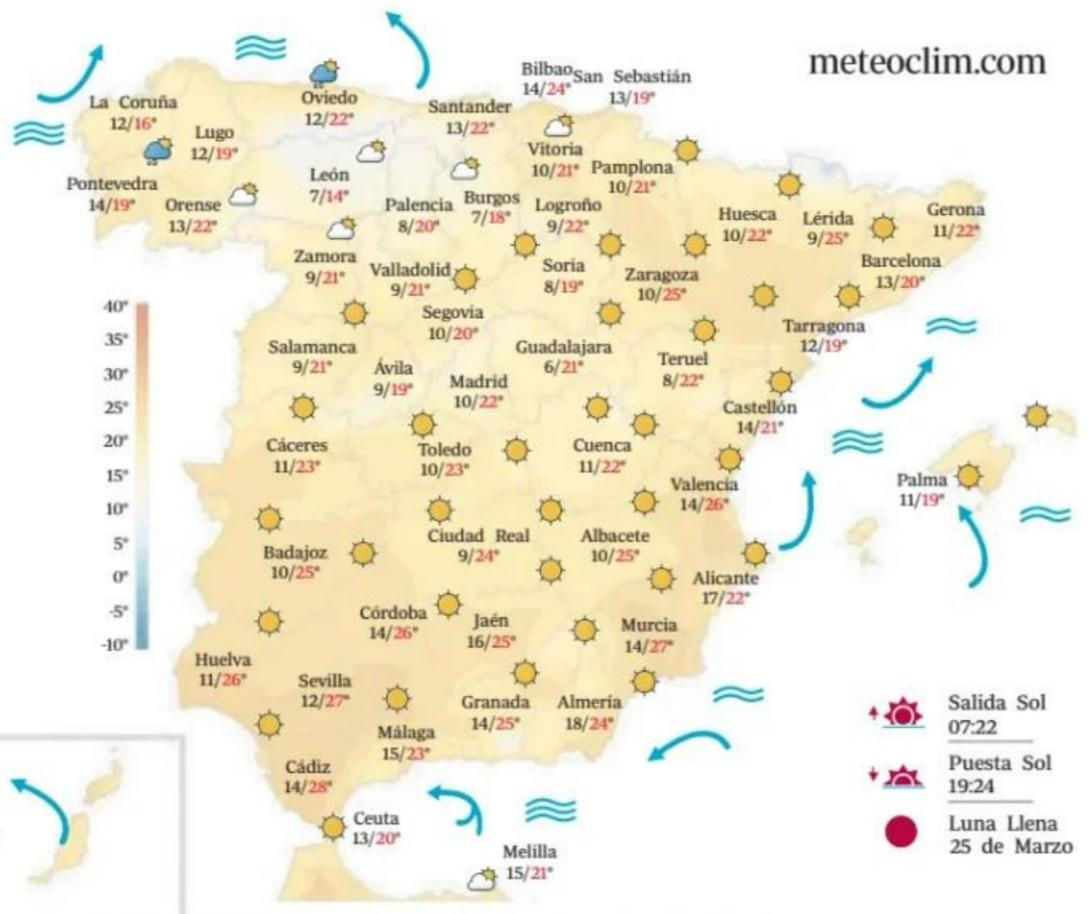 meteoclim.com
Bilbao
14/24°
San Sebastián
13/19°
La Coruña
12/16°
Oviedo
12/22°
Santander
13/22°
Lugo
12/19°
Vitoria
10/21°
Pamplona
10/21°
Pontevedra
14/19°
Orense
13/22°
León
7/14°
Palencia
8/20°
Burgos
7/18°
Logroño
9/22°
Huesca
10/22°
Lérida
9/25°
Gerona
11/22°
Zamora
9/21°
Valladolid
9/21°
Soria
8/19°
Zaragoza
10/25°
Barcelona
13/20°
Segovia
10/20°
Tarragona
12/19°
Salamanca
9/21°
Ávila
9/19°
Madrid
10/22°
Guadalajara
6/21°
Teruel
8/22°
Castellón
14/21°
Cáceres
11/23°
Toledo
10/23°
Cuenca
11/22°
Valencia
14/26°
Palma
11/19°
Badajoz
10/25°
Ciudad Real
9/24°
Albacete
10/25°
Alicante
17/22°
Córdoba
14/26°
Jaén
16/25°
Murcia
14/27°
Huelva
11/26°
Sevilla
12/27°
Granada
14/25°
Almería
18/24°
Málaga
15/23°
Cádiz
14/28°
Ceuta
13/20°
Melilla
15/21°
40°
35°
30°
25°
20°
15°
10°
5°
0°
-5°
-10°
Salida Sol
07:22
Puesta Sol
19:24
Luna Llena
25 de Marzo